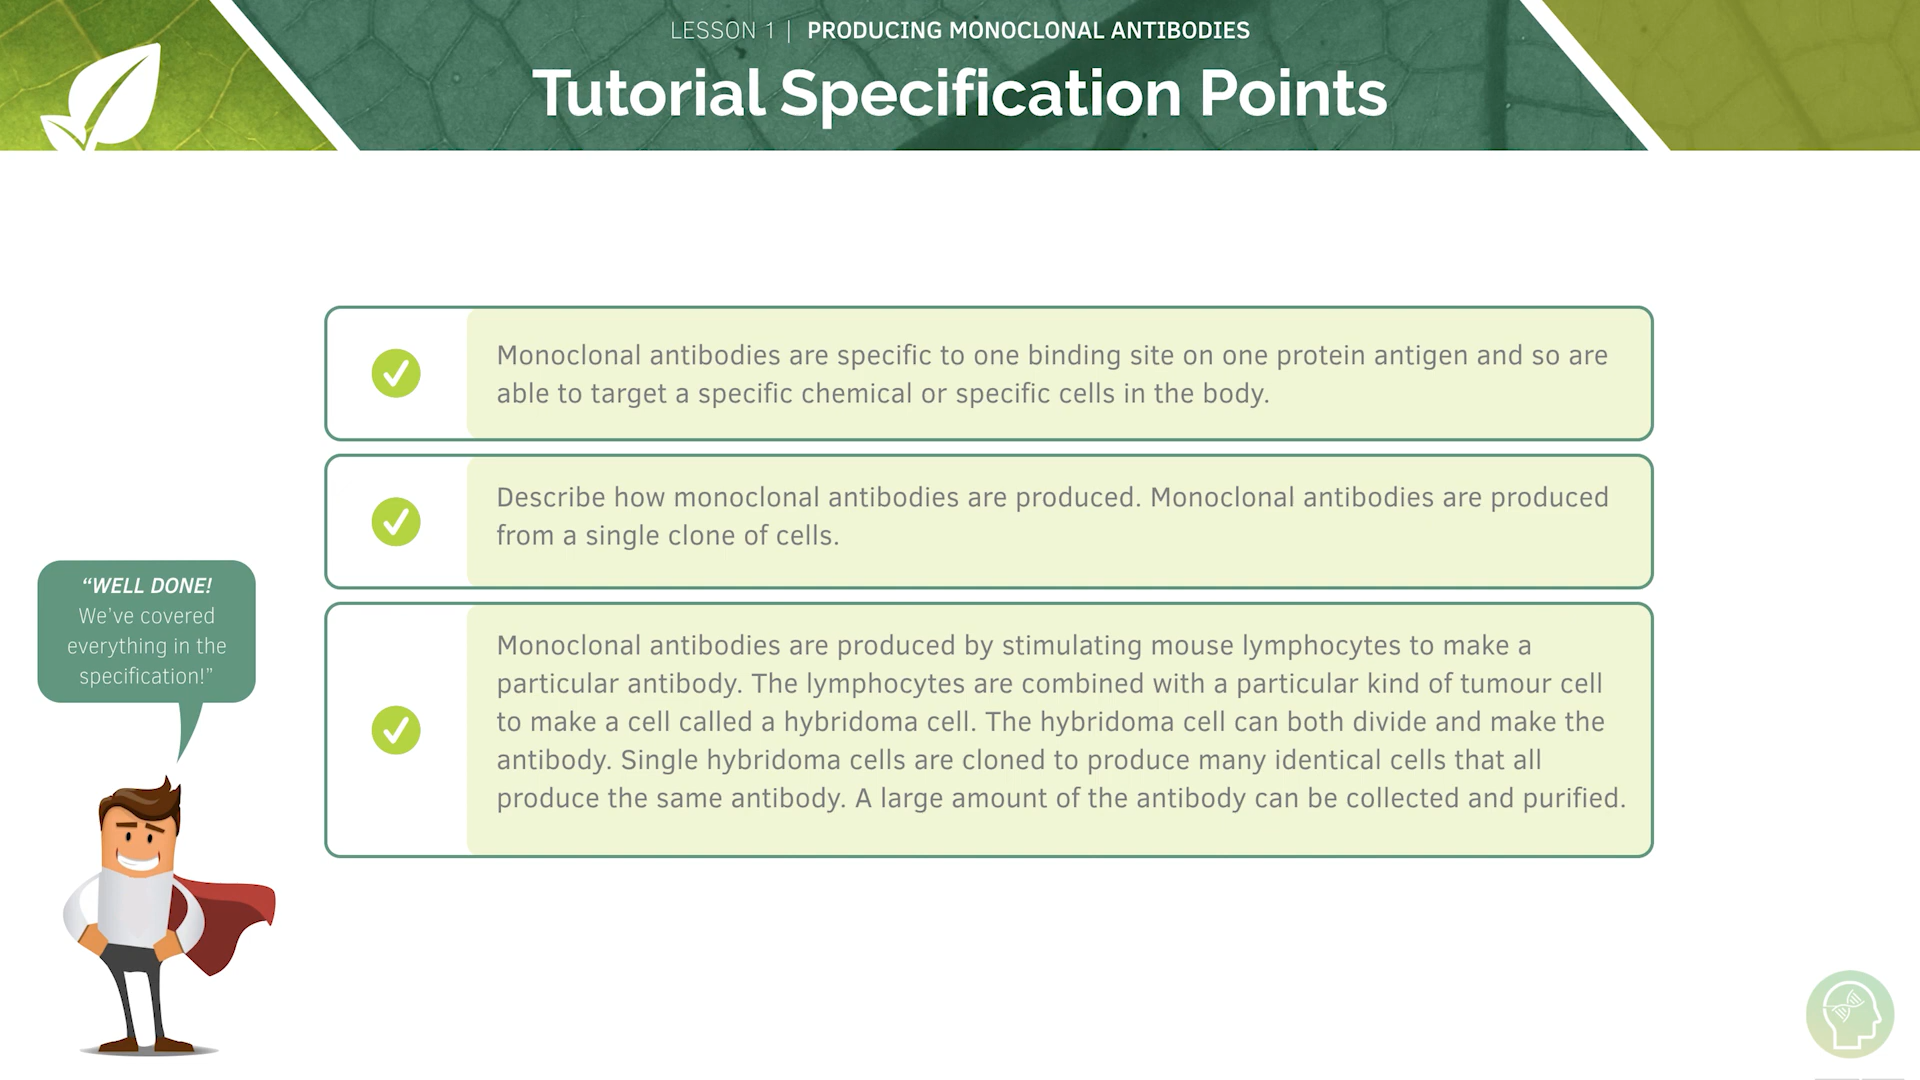 LESSON 1 | PRODUCING MONOCLONAL ANTIBODIES
Tutorial Specification Points
Monoclonal antibodies are specific to one binding site on one protein antigen and so are
able to target a specific chemical or specific cells in the body.
Describe how monoclonal antibodies are produced. Monoclonal antibodies are produced
from a single clone of cells.
“WELL DONE!
We've covered
everything in the
specification!”
Monoclonal antibodies are produced by stimulating mouse lymphocytes to make a
particular antibody. The lymphocytes are combined with a particular kind of tumour cell
to make a cell called a hybridoma cell. The hybridoma cell can both divide and make the
antibody. Single hybridoma cells are cloned to produce many identical cells that all
produce the same antibody. A large amount of the antibody can be collected and purified.